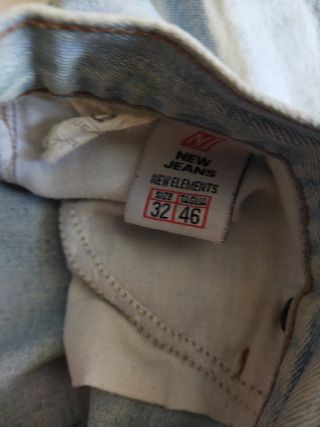 N
NEW
JEANS
NEW ELEMENTS
SIZE TAGLIA
32 46